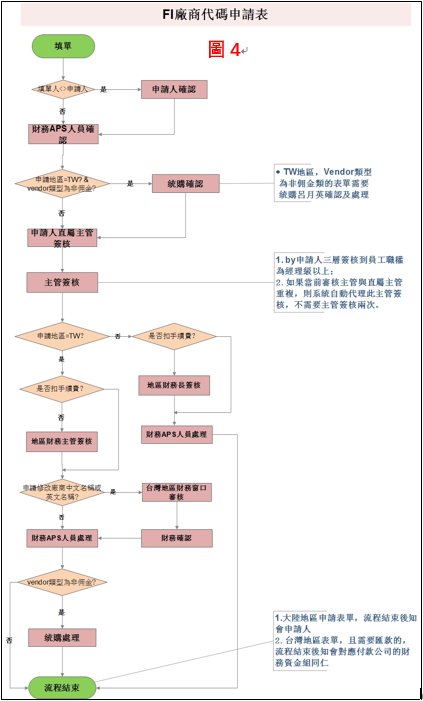 FI廠商代碼申請表
圖 4
填單
填單人<>申請人
是
申請人確認
否
財務APS人員確
認
申請地區=TW? &
vendor類型為非佣金?
是
統購確認
• TW地區，Vendor類型
為非佣金類的表單需要
統購呂月英確認及處理
否
申請人直屬主管
簽核
主管簽核
1. by申請人三層簽核到員工職稱
為經理級以上；
2. 如果當前審核主管與直屬主管
重複，則系統自動代理此主管簽
核，不需要主管簽核兩次。
申請地區=TW?
否
是否扣手續費?
是
是否扣手續費?
地區財務長簽核
否
地區財務主管簽核
財務APS人員處理
申請修改廠商中文名稱或
英文名稱?
是
台灣地區財務窗口
審核
否
財務APS人員處理
財務確認
vendor類型為非佣金?
是
否
統購處理
1.大陸地區申請表單，流程結束後知
會申請人
2. 台灣地區表單，且需要匯款的，
流程結束後知會對應付款公司的財
務資金組同仁
流程結束